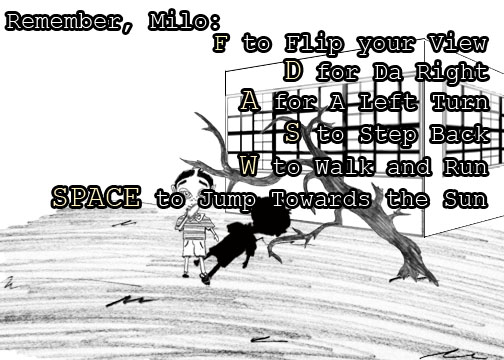 Remember, Milo:
F to Flip your View
D for Da Right
A for A Left Turn
S to Step Back
W to Walk and Run
SPACE to Jump Towards the Sun